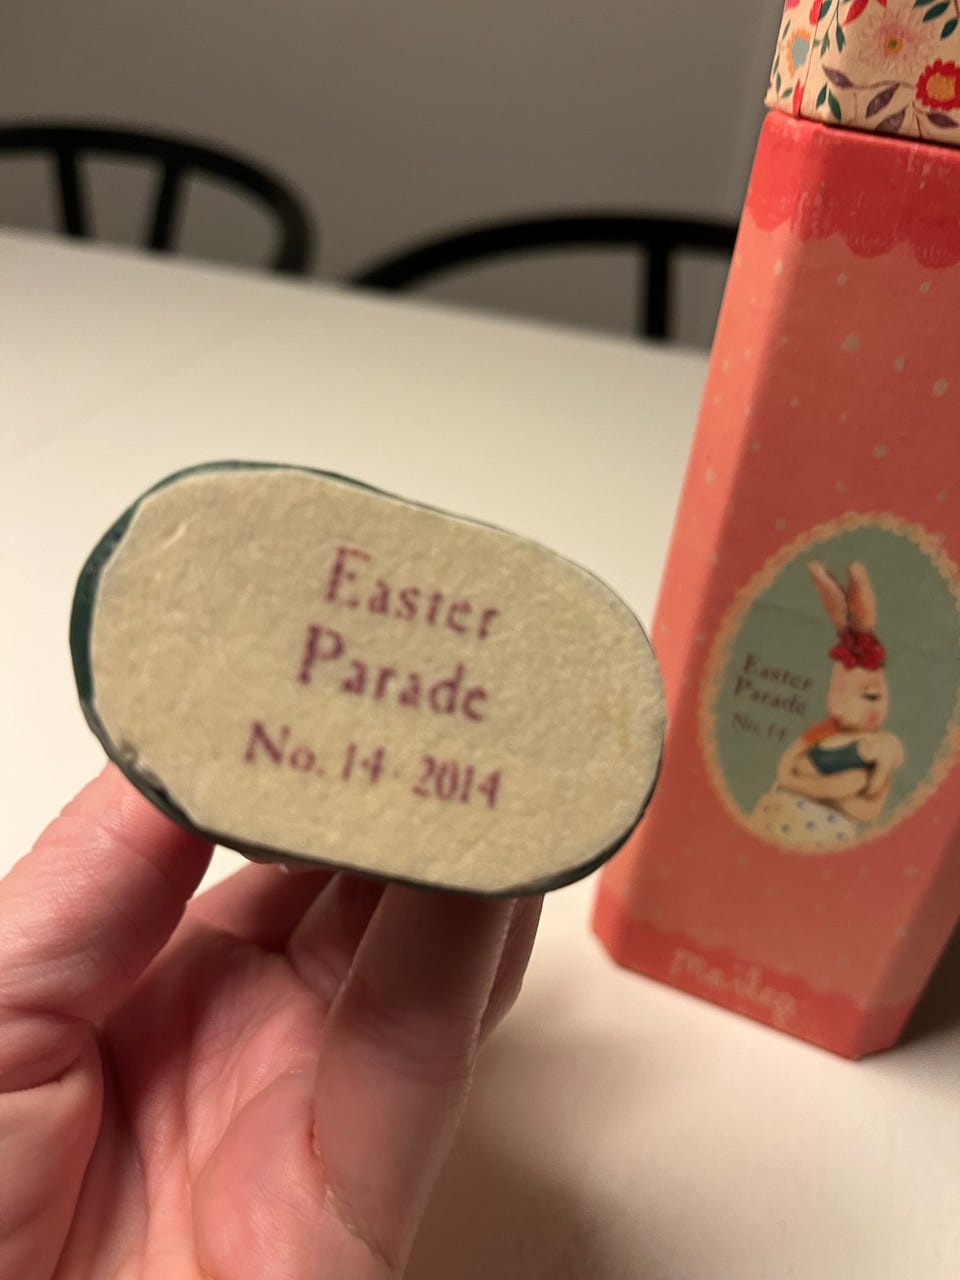 Easter
Parade
No. 14 · 2014
Easter
Parade
No. 14
maileg